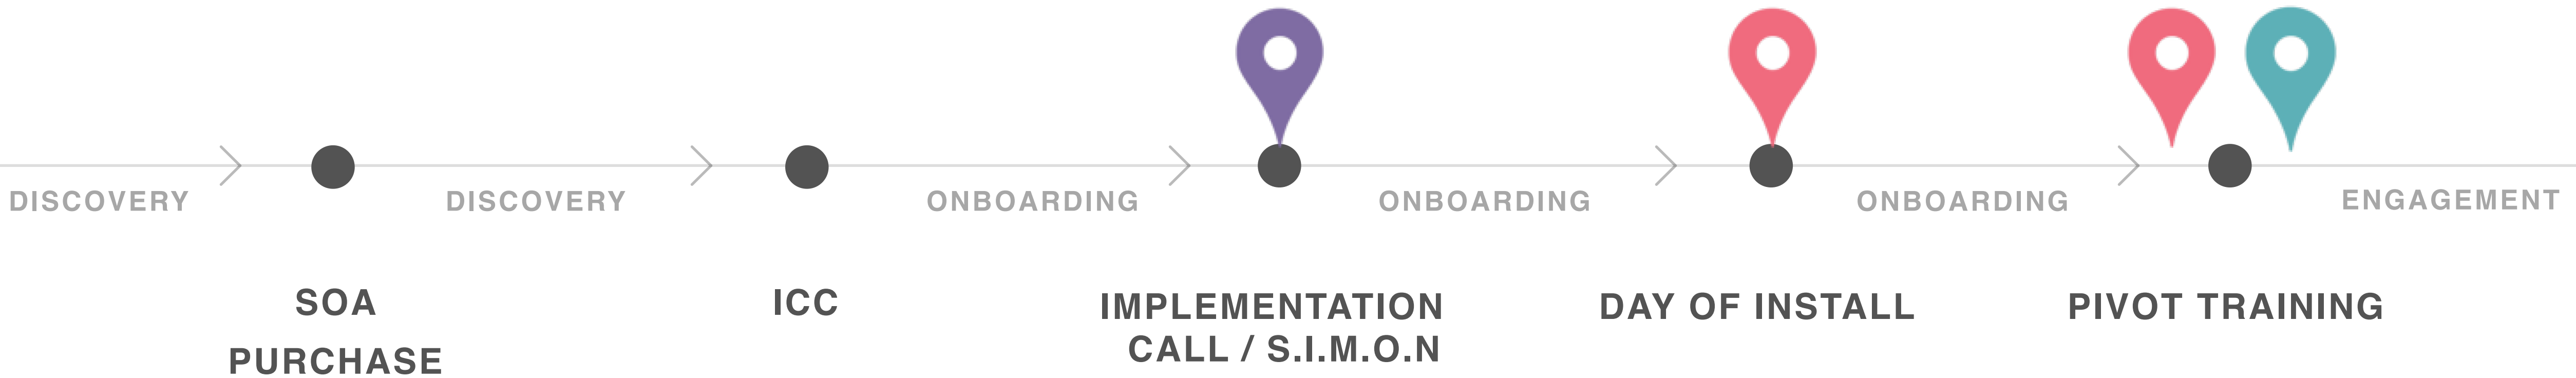 DISCOVERY
DISCOVERY
ONBOARDING
ONBOARDING
ONBOARDING
ENGAGEMENT
SOA
PURCHASE
ICC
IMPLEMENTATION
CALL / S.I.M.O.N
DAY OF INSTALL
PIVOT TRAINING